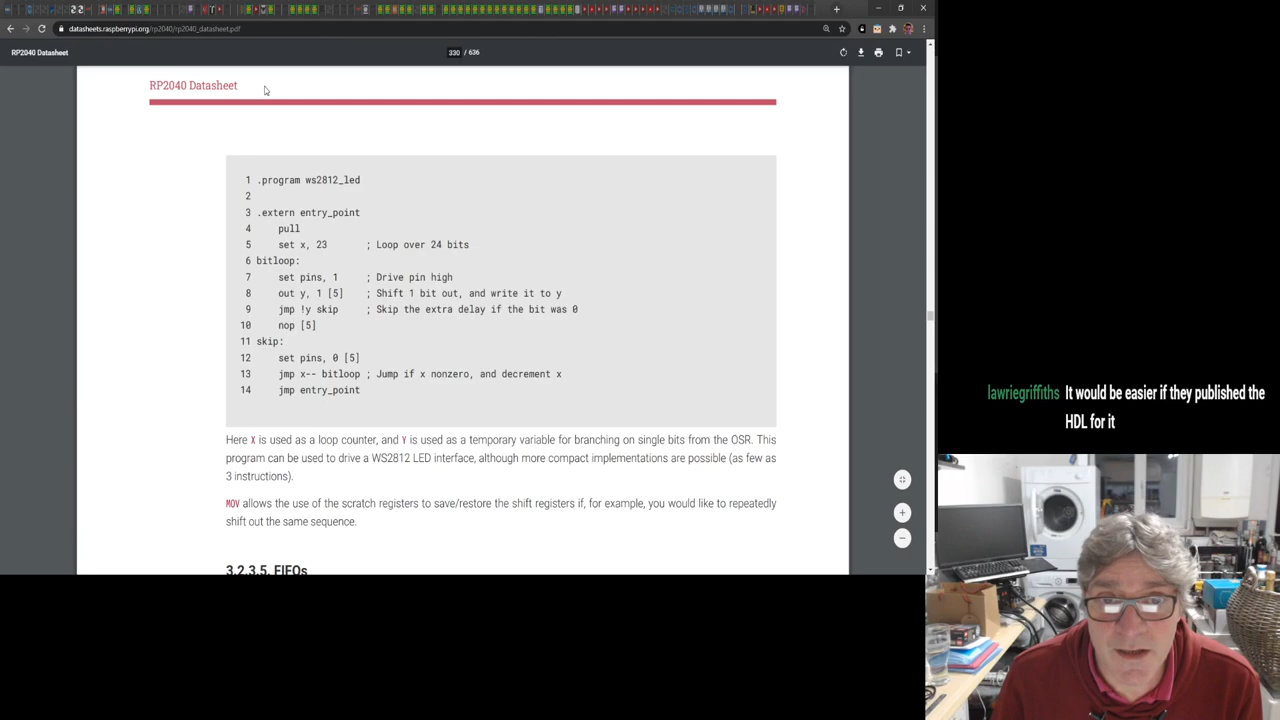 datasheets.raspberrypi.org/rp2040/rp2040_datasheet.pdf
RP2040 Datasheet
330 / 636
RP2040 Datasheet
1 .program ws2812_led
2
3 .extern entry_point
4 pull
5 set x, 23 ; Loop over 24 bits
6 bitloop:
7 set pins, 1 ; Drive pin high
8 out y, 1 [5] ; Shift 1 bit out, and write it to y
9 jmp !y skip ; Skip the extra delay if the bit was 0
10 nop [5]
11 skip:
12 set pins, 0 [5]
13 jmp x-- bitloop ; Jump if x nonzero, and decrement x
14 jmp entry_point
Here X is used as a loop counter, and Y is used as a temporary variable for branching on single bits from the OSR. This
program can be used to drive a WS2812 LED interface, although more compact implementations are possible (as few as
3 instructions).
MOV allows the use of the scratch registers to save/restore the shift registers if, for example, you would like to repeatedly
shift out the same sequence.
3.2.3.5. FIFOs
lawriegriffiths It would be easier if they published the
HDL for it